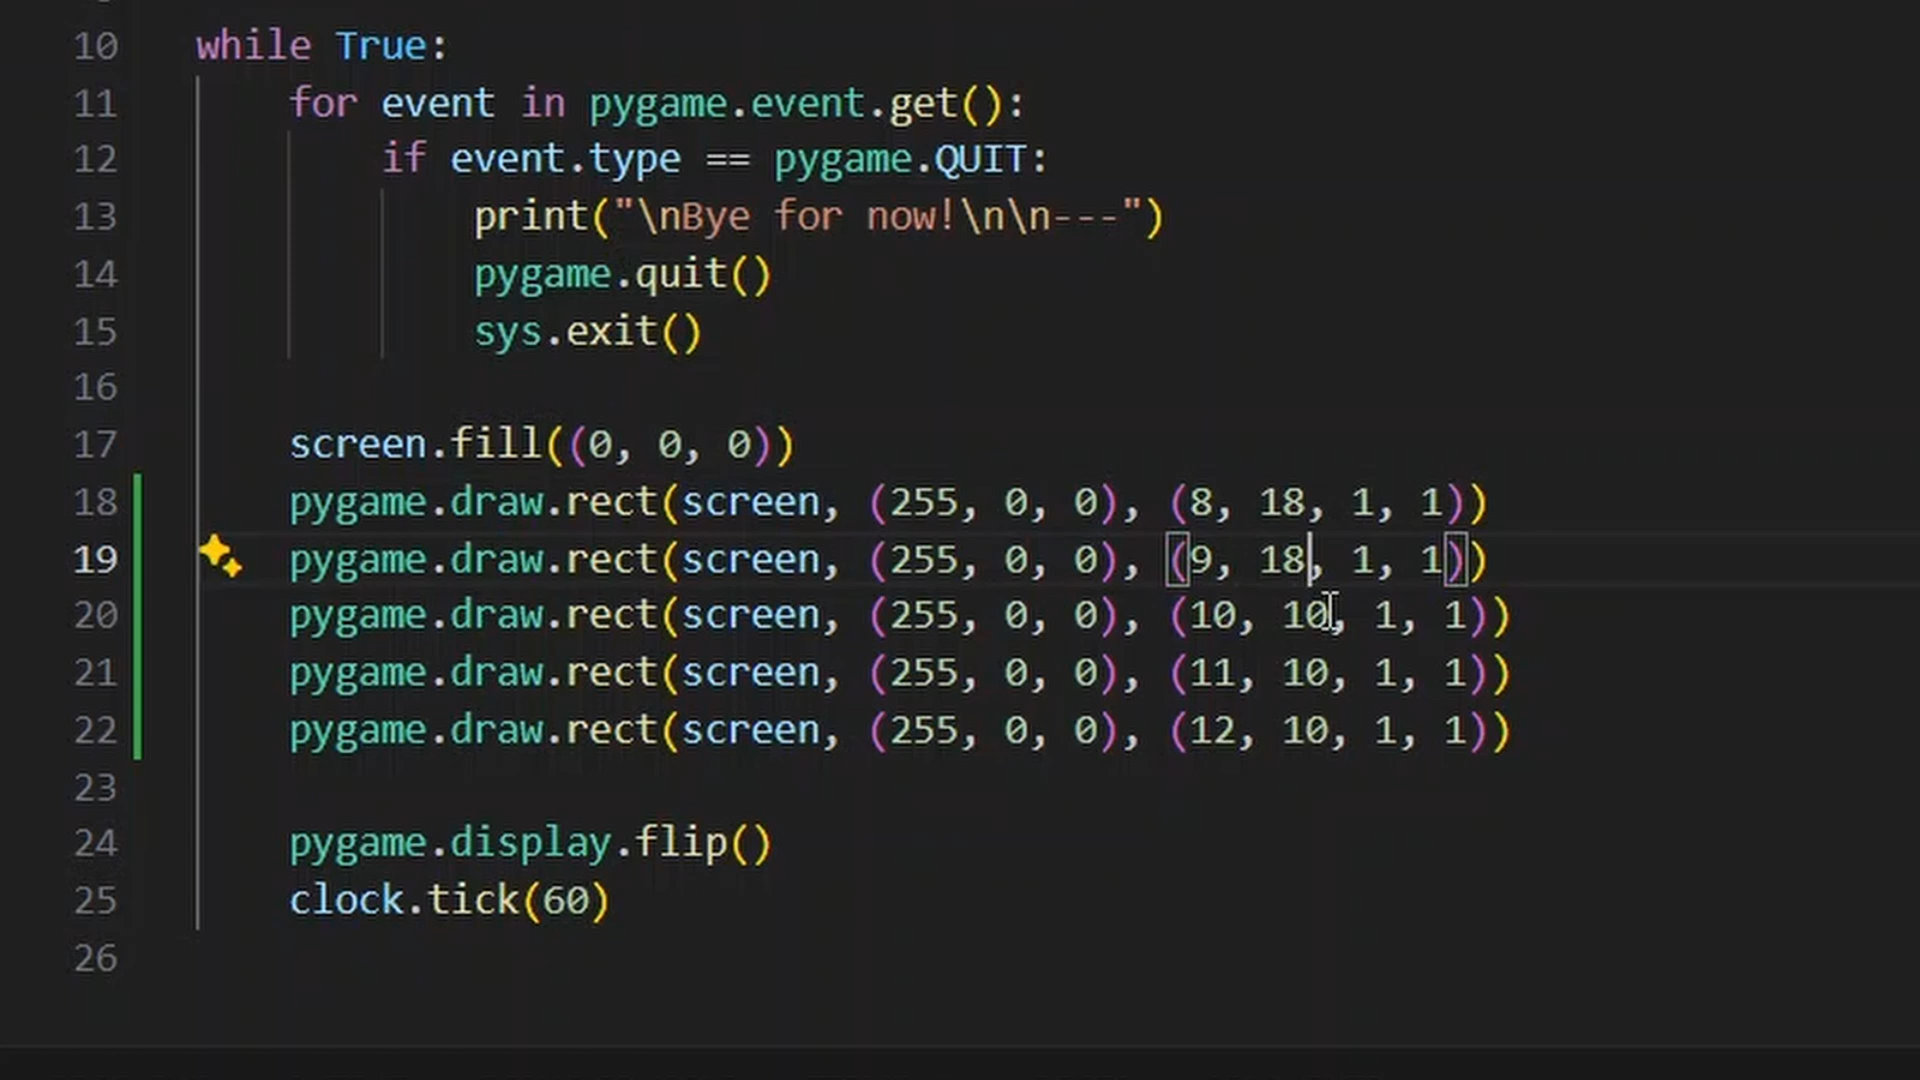 10 while True:
11 for event in pygame.event.get():
12 if event.type == pygame.QUIT:
13 print("\nBye for now!\n\n---")
14 pygame.quit()
15 sys.exit()
16
17 screen.fill((0, 0, 0))
18 pygame.draw.rect(screen, (255, 0, 0), (8, 18, 1, 1))
19 pygame.draw.rect(screen, (255, 0, 0), (9, 18, 1, 1))
20 pygame.draw.rect(screen, (255, 0, 0), (10, 10, 1, 1))
21 pygame.draw.rect(screen, (255, 0, 0), (11, 10, 1, 1))
22 pygame.draw.rect(screen, (255, 0, 0), (12, 10, 1, 1))
23
24 pygame.display.flip()
25 clock.tick(60)
26